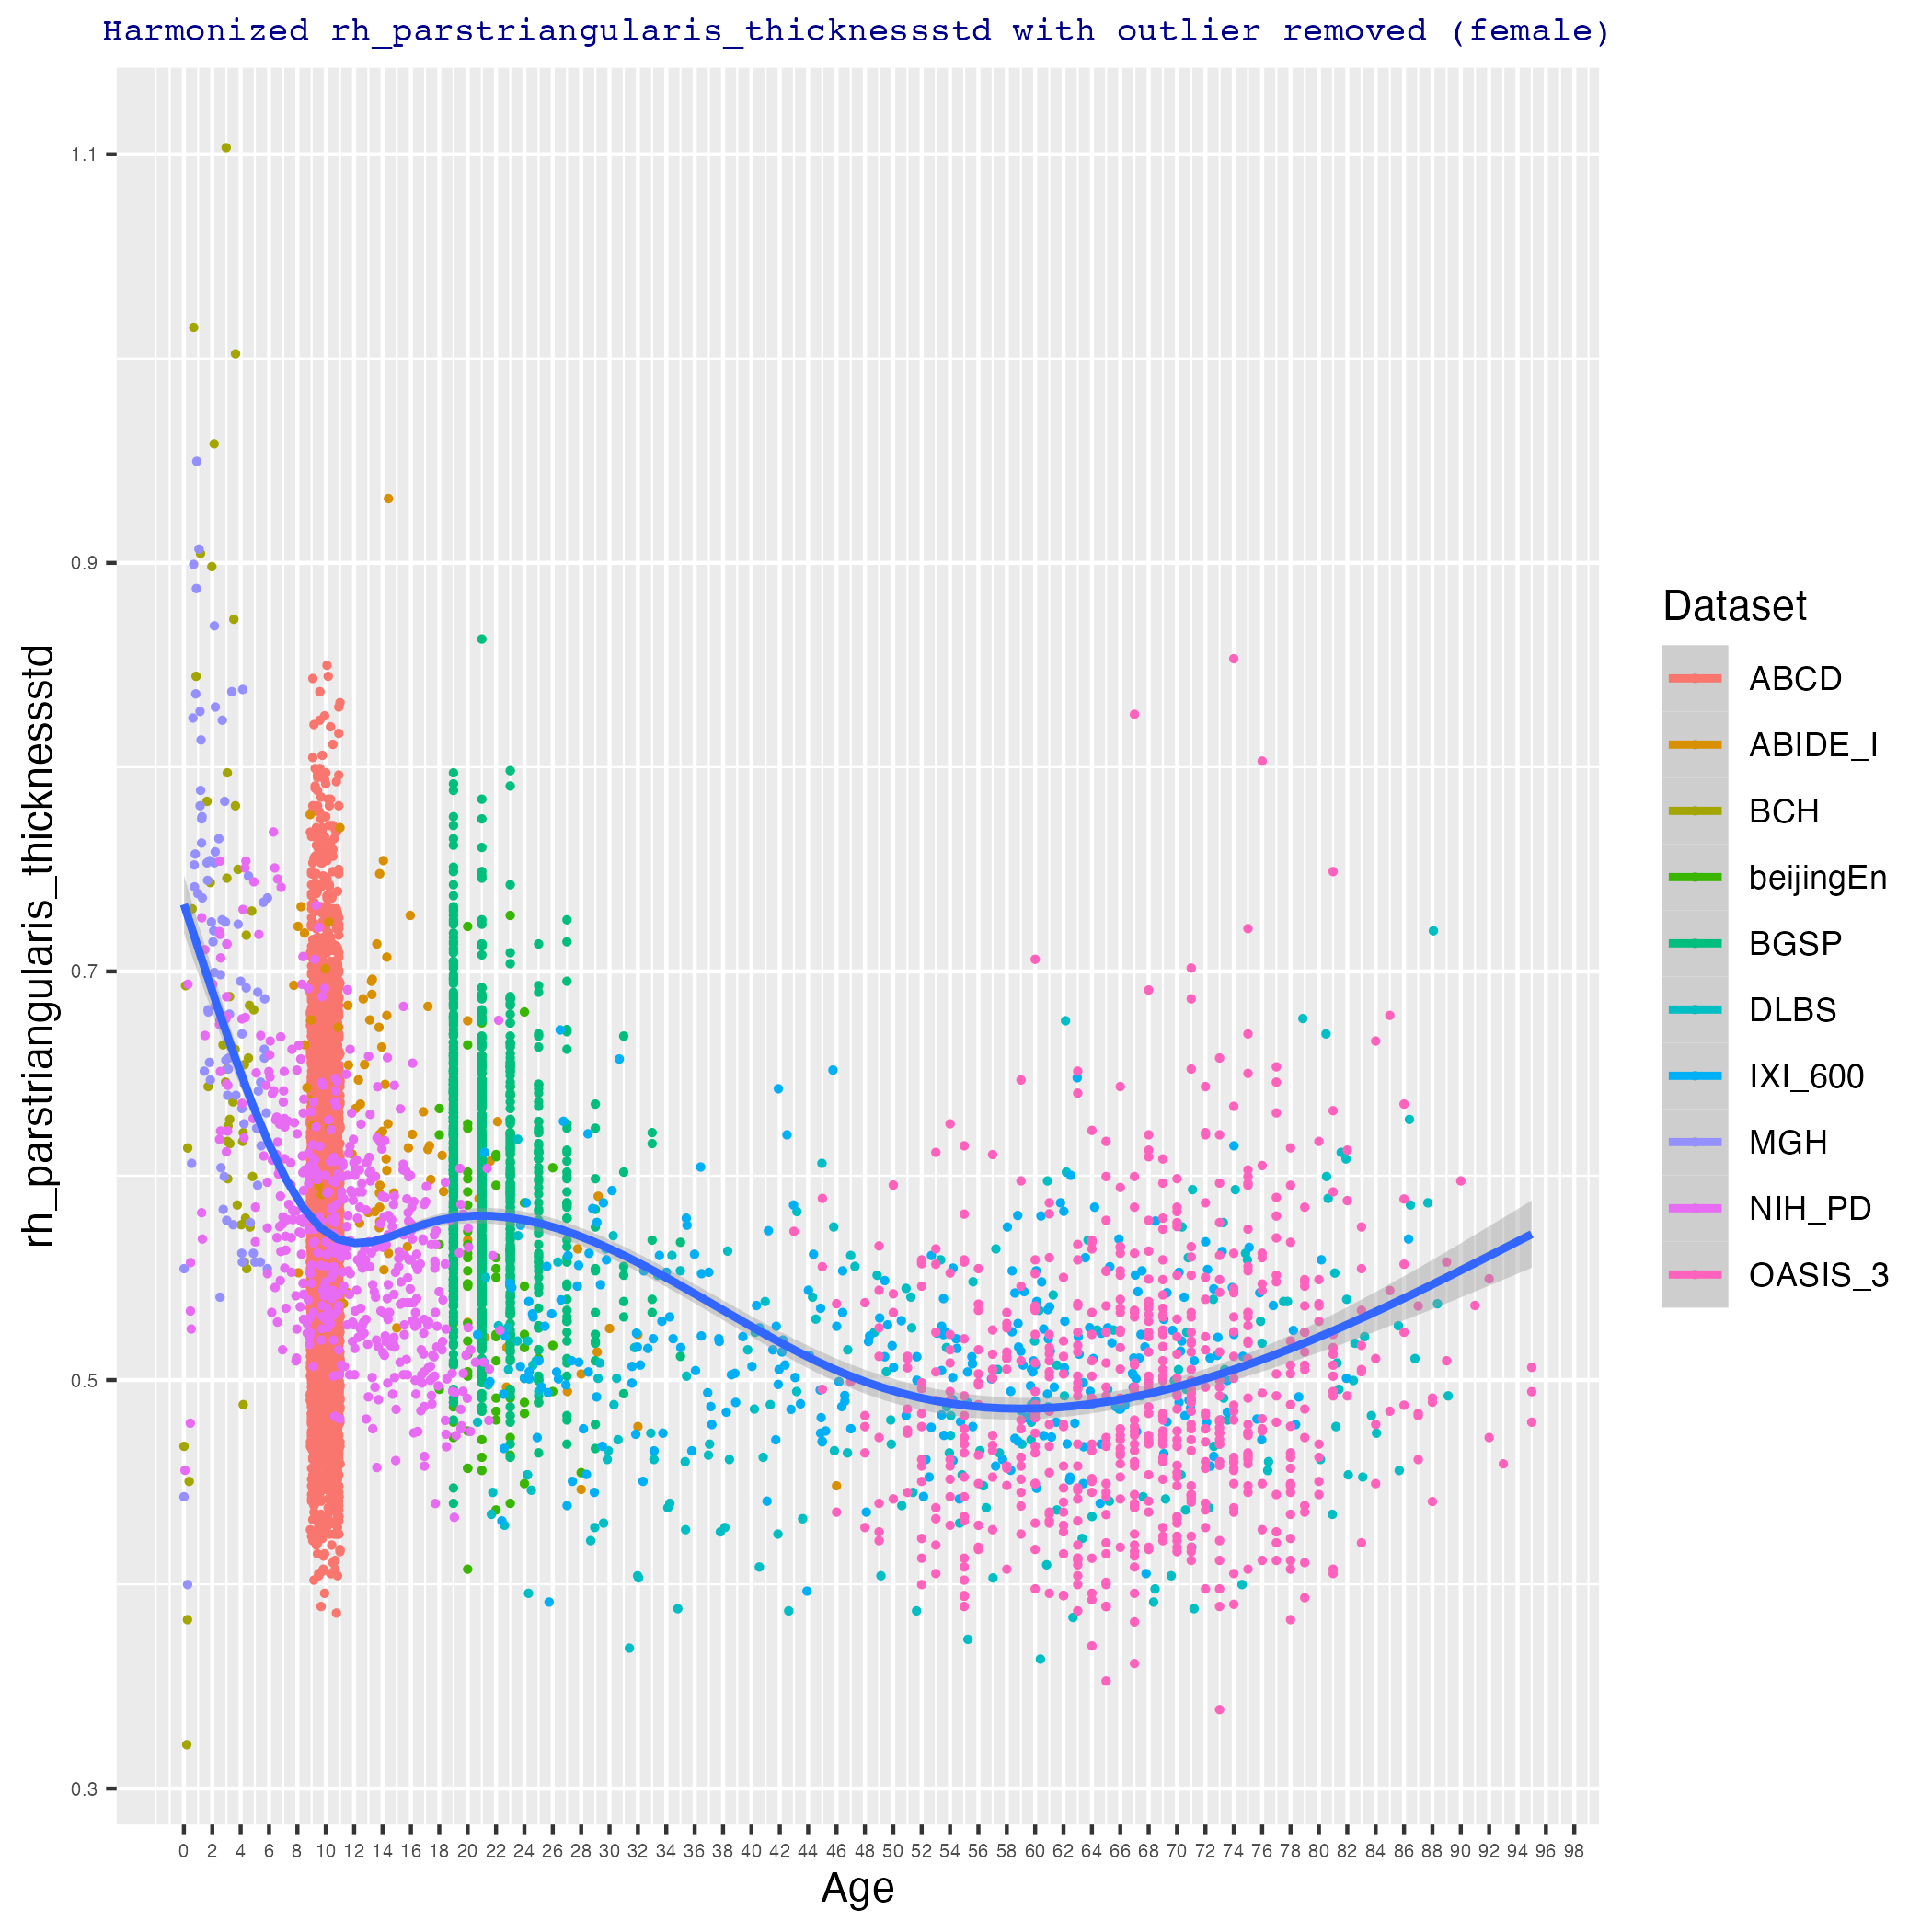 Harmonized rh_parstriangularis_thicknessstd with outlier removed (female)
rh_parstriangularis_thicknessstd
1.1
0.9
0.7
0.5
0.3
0 2 4 6 8 10 12 14 16 18 20 22 24 26 28 30 32 34 36 38 40 42 44 46 48 50 52 54 56 58 60 62 64 66 68 70 72 74 76 78 80 82 84 86 88 90 92 94 96 98
Age
Dataset
ABCD
ABIDE_I
BCH
beijingEn
BGSP
DLBS
IXI_600
MGH
NIH_PD
OASIS_3